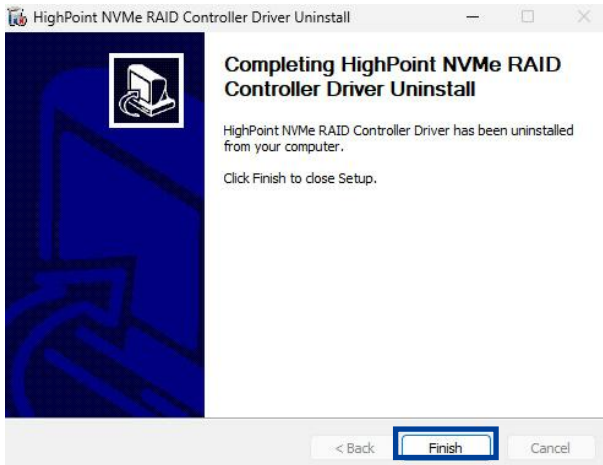 HighPoint NVMe RAID Controller Driver Uninstall
Completing HighPoint NVMe RAID
Controller Driver Uninstall
HighPoint NVMe RAID Controller Driver has been uninstalled
from your computer.
Click Finish to close Setup.
< Back Finish Cancel